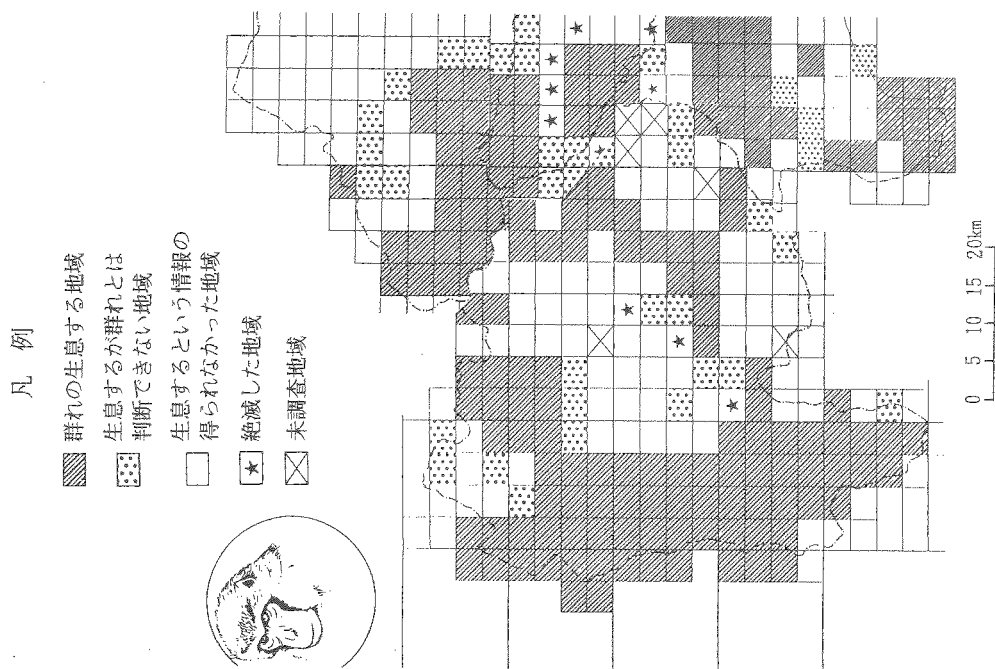 凡 例
群れの生息する地域
生息するが群れとは
判断できない地域
生息するという情報の
得られなかった地域
絶滅した地域
未調査地域
0 5 10 15 20km